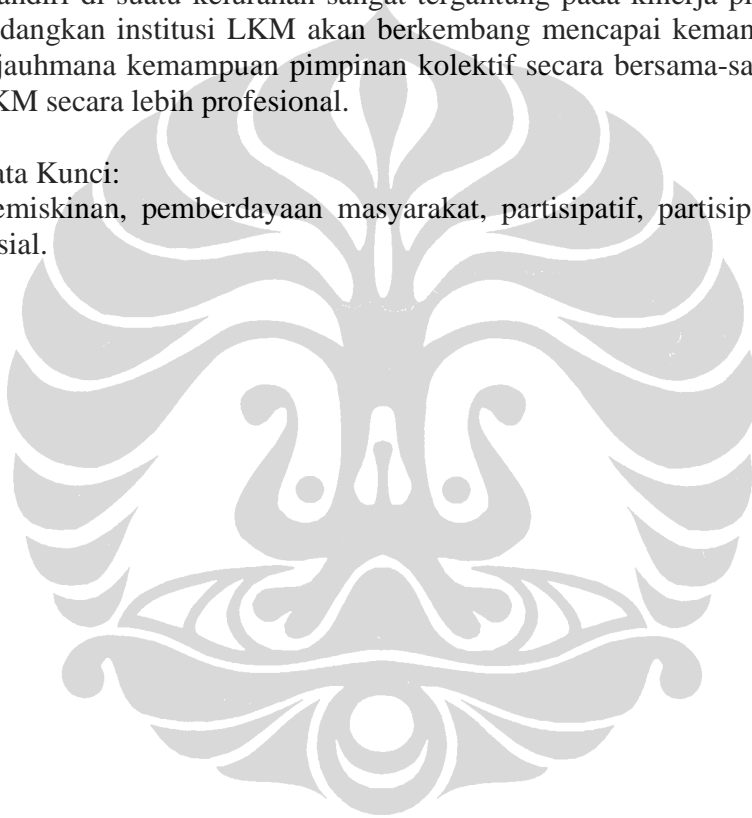 andiri di suatu kelurahan sangat tergantung pada kinerja pi
dangkan institusi LKM akan berkembang mencapai keman
jauhmana kemampuan pimpinan kolektif secara bersama-sa
KM secara lebih profesional.
ata Kunci:
emiskinan, pemberdayaan masyarakat, partisipatif, partisip
sial.